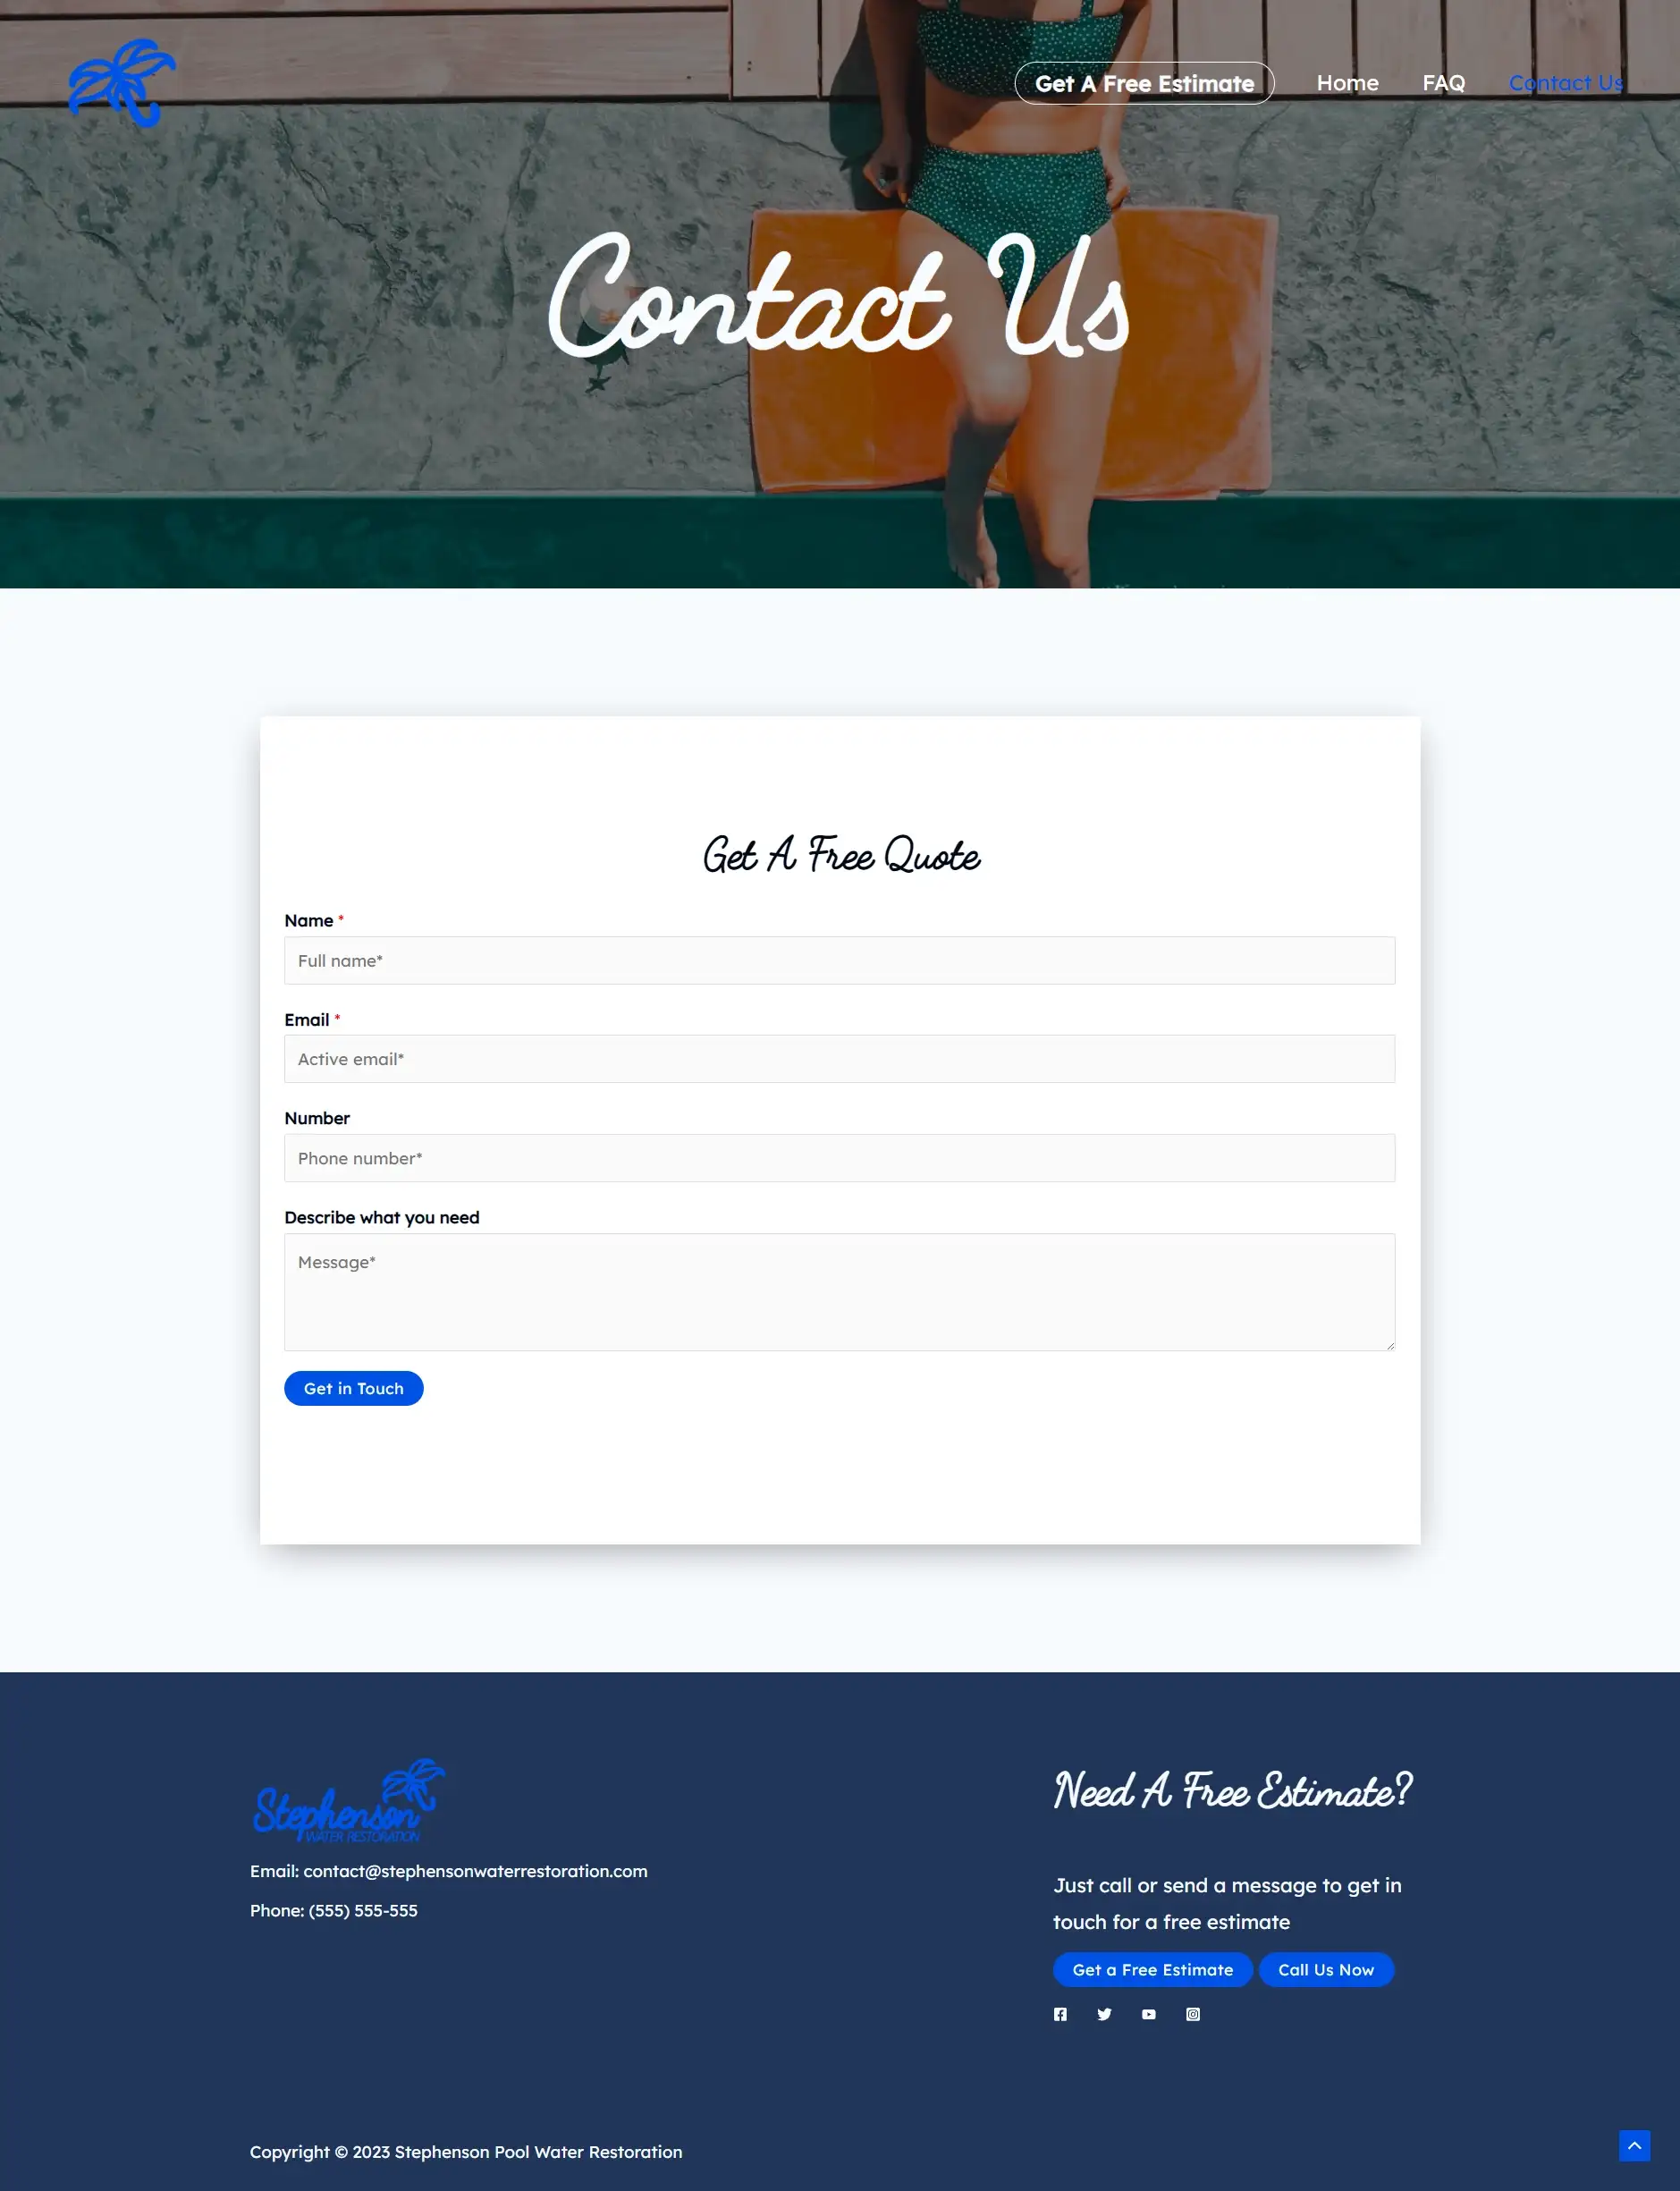 Get A Free Estimate
Home
FAQ
Contact Us
Contact Us
Get A Free Quote
Name *
Full name*
Email *
Active email*
Number
Phone number*
Describe what you need
Message*
Get in Touch
Stephenson
WATER RESTORATION
Email: contact@stephensonwaterrestoration.com
Phone: (555) 555-555
Need A Free Estimate?
Just call or send a message to get in
touch for a free estimate
Get a Free Estimate
Call Us Now
Copyright © 2023 Stephenson Pool Water Restoration